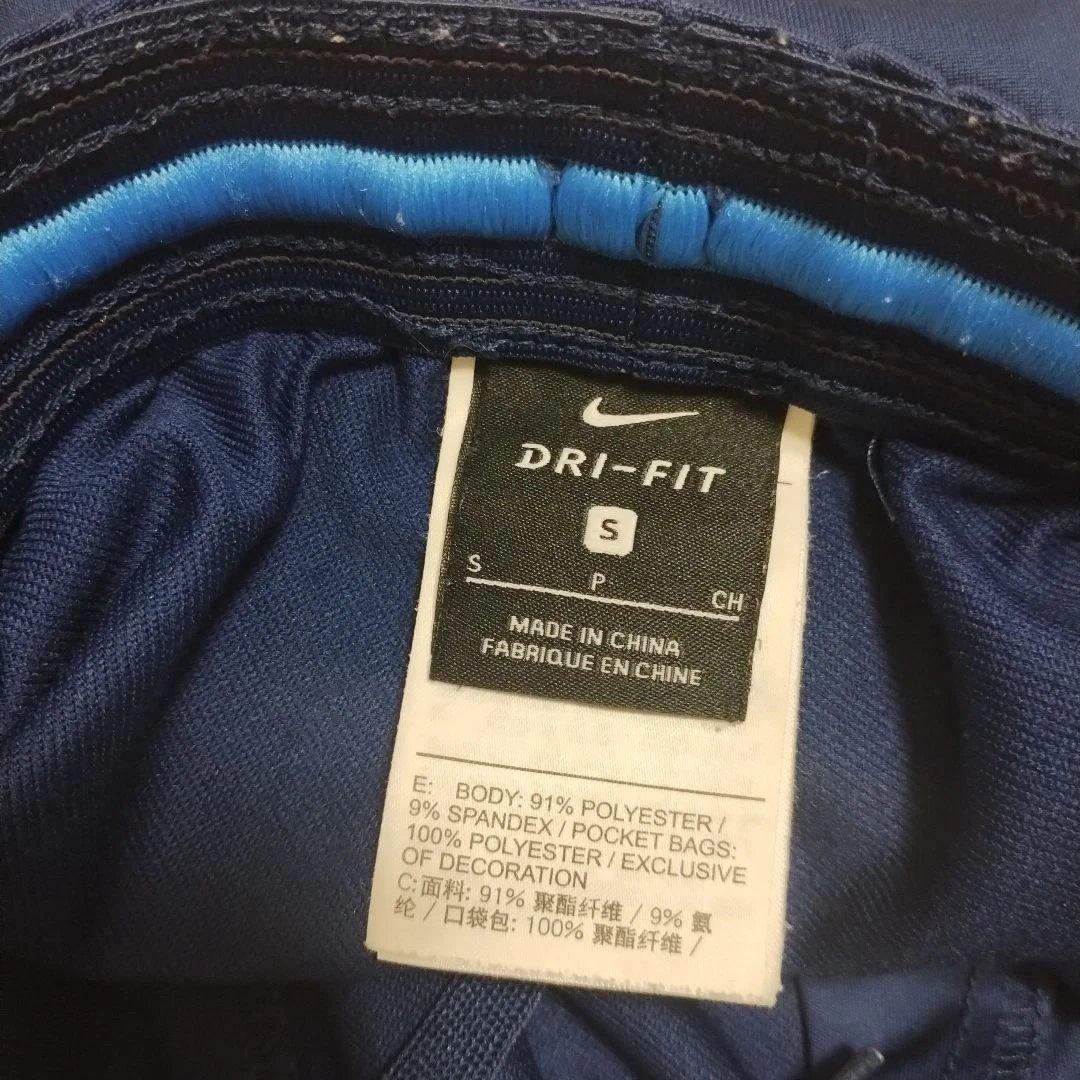 DRI-FIT
S
S P CH
MADE IN CHINA
FABRIQUE EN CHINE
E: BODY: 91% POLYESTER /
9% SPANDEX / POCKET BAGS:
100% POLYESTER / EXCLUSIVE
OF DECORATION
C: 面料: 91% 聚酯纤维 / 9% 氨
纶 / 口袋包: 100% 聚酯纤维 /